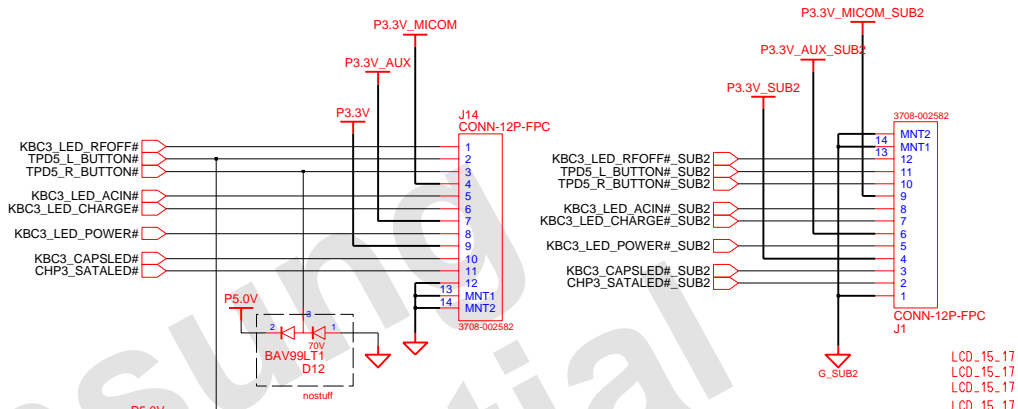 P3.3V_MICOM
P3.3V_AUX
P3.3V
J14
CONN-12P-FPC
KBC3_LED_RFOFF#
TPD5_L_BUTTON#
TPD5_R_BUTTON#
KBC3_LED_ACIN#
KBC3_LED_CHARGE#
KBC3_LED_POWER#
KBC3_CAPSLED#
CHP3_SATALED#
1
2
3
4
5
6
7
8
9
10
11
12
13 MNT1
14 MNT2
3708-002582
P5.0V
2
3
1
70V
BAV99LT1
D12
nostuff
P5.0V
P3.3V_MICOM_SUB2
P3.3V_AUX_SUB2
P3.3V_SUB2
3708-002582
KBC3_LED_RFOFF#_SUB2
TPD5_L_BUTTON#_SUB2
TPD5_R_BUTTON#_SUB2
KBC3_LED_ACIN#_SUB2
KBC3_LED_CHARGE#_SUB2
KBC3_LED_POWER#_SUB2
KBC3_CAPSLED#_SUB2
CHP3_SATALED#_SUB2
14 MNT2
13 MNT1
12
11
10
9
8
7
6
5
4
3
2
1
CONN-12P-FPC
J1
G_SUB2
LCD_15_17
LCD_15_17
LCD_15_17
LCD_15_17